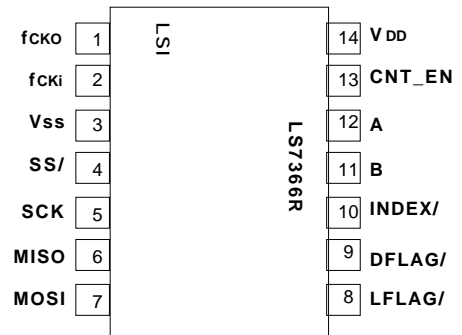 fCKO 1 LSI 14 VDD
fCKi 2 13 CNT_EN
Vss 3 12 A
SS/ 4 LS7366R 11 B
SCK 5 10 INDEX/
MISO 6 9 DFLAG/
MOSI 7 8 LFLAG/